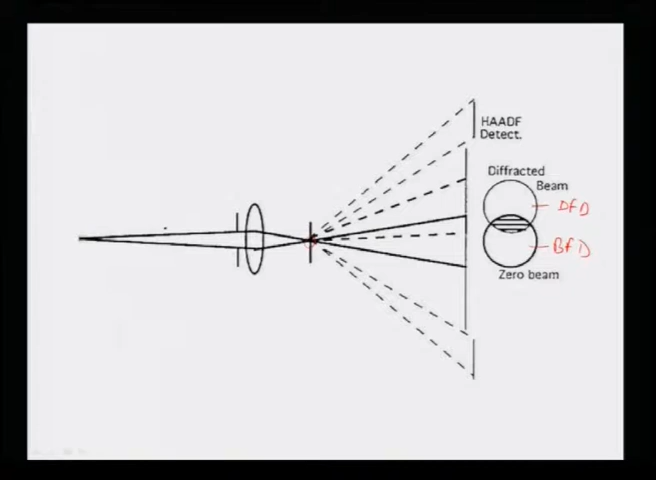 HAADF
Detect.
Diffracted
Beam
DFD
BFD
Zero beam